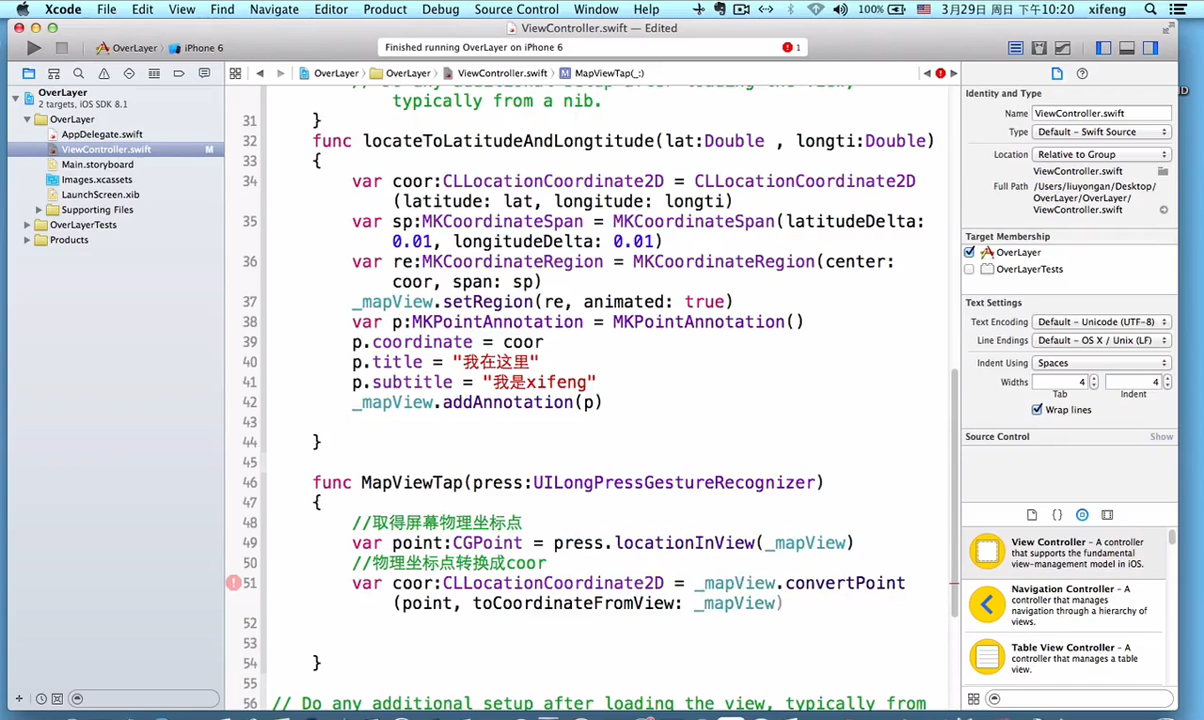 Xcode File Edit View Find Navigate Editor Product Debug Source Control Window Help 100% 3月29日 周日 下午10:20 xifeng
ViewController.swift — Edited
OverLayer iPhone 6 Finished running OverLayer on iPhone 6 1
OverLayer OverLayer ViewController.swift M MapViewTap(_:)
OverLayer
2 targets, iOS SDK 8.1
OverLayer
AppDelegate.swift
ViewController.swift M
Main.storyboard
Images.xcassets
LaunchScreen.xib
Supporting Files
OverLayerTests
Products
typically from a nib.
31 }
32 func locateToLatitudeAndLongtitude(lat:Double , longti:Double)
33 {
34 var coor:CLLocationCoordinate2D = CLLocationCoordinate2D
(latitude: lat, longitude: longti)
35 var sp:MKCoordinateSpan = MKCoordinateSpan(latitudeDelta:
0.01, longitudeDelta: 0.01)
36 var re:MKCoordinateRegion = MKCoordinateRegion(center:
coor, span: sp)
37 _mapView.setRegion(re, animated: true)
38 var p:MKPointAnnotation = MKPointAnnotation()
39 p.coordinate = coor
40 p.title = "我在这里"
41 p.subtitle = "我是xifeng"
42 _mapView.addAnnotation(p)
43
44 }
45
46 func MapViewTap(press:UILongPressGestureRecognizer)
47 {
48 //取得屏幕物理坐标点
49 var point:CGPoint = press.locationInView(_mapView)
50 //物理坐标点转换成coor
51 var coor:CLLocationCoordinate2D = _mapView.convertPoint
(point, toCoordinateFromView: _mapView)
52
53
54 }
55
56 // Do any additional setup after loading the view, typically from
Identity and Type
Name ViewController.swift
Type Default - Swift Source
Location Relative to Group
ViewController.swift
Full Path /Users/liuyongan/Desktop/
OverLayer/OverLayer/
ViewController.swift
Target Membership
OverLayer
OverLayerTests
Text Settings
Text Encoding Default - Unicode (UTF-8)
Line Endings Default - OS X / Unix (LF)
Indent Using Spaces
Widths 4 4
Tab Indent
Wrap lines
Source Control Show
View Controller - A controller
that supports the fundamental
view-management model in iOS.
Navigation Controller - A
controller that manages
navigation through a hierarchy of
views.
Table View Controller - A
controller that manages a table
view.